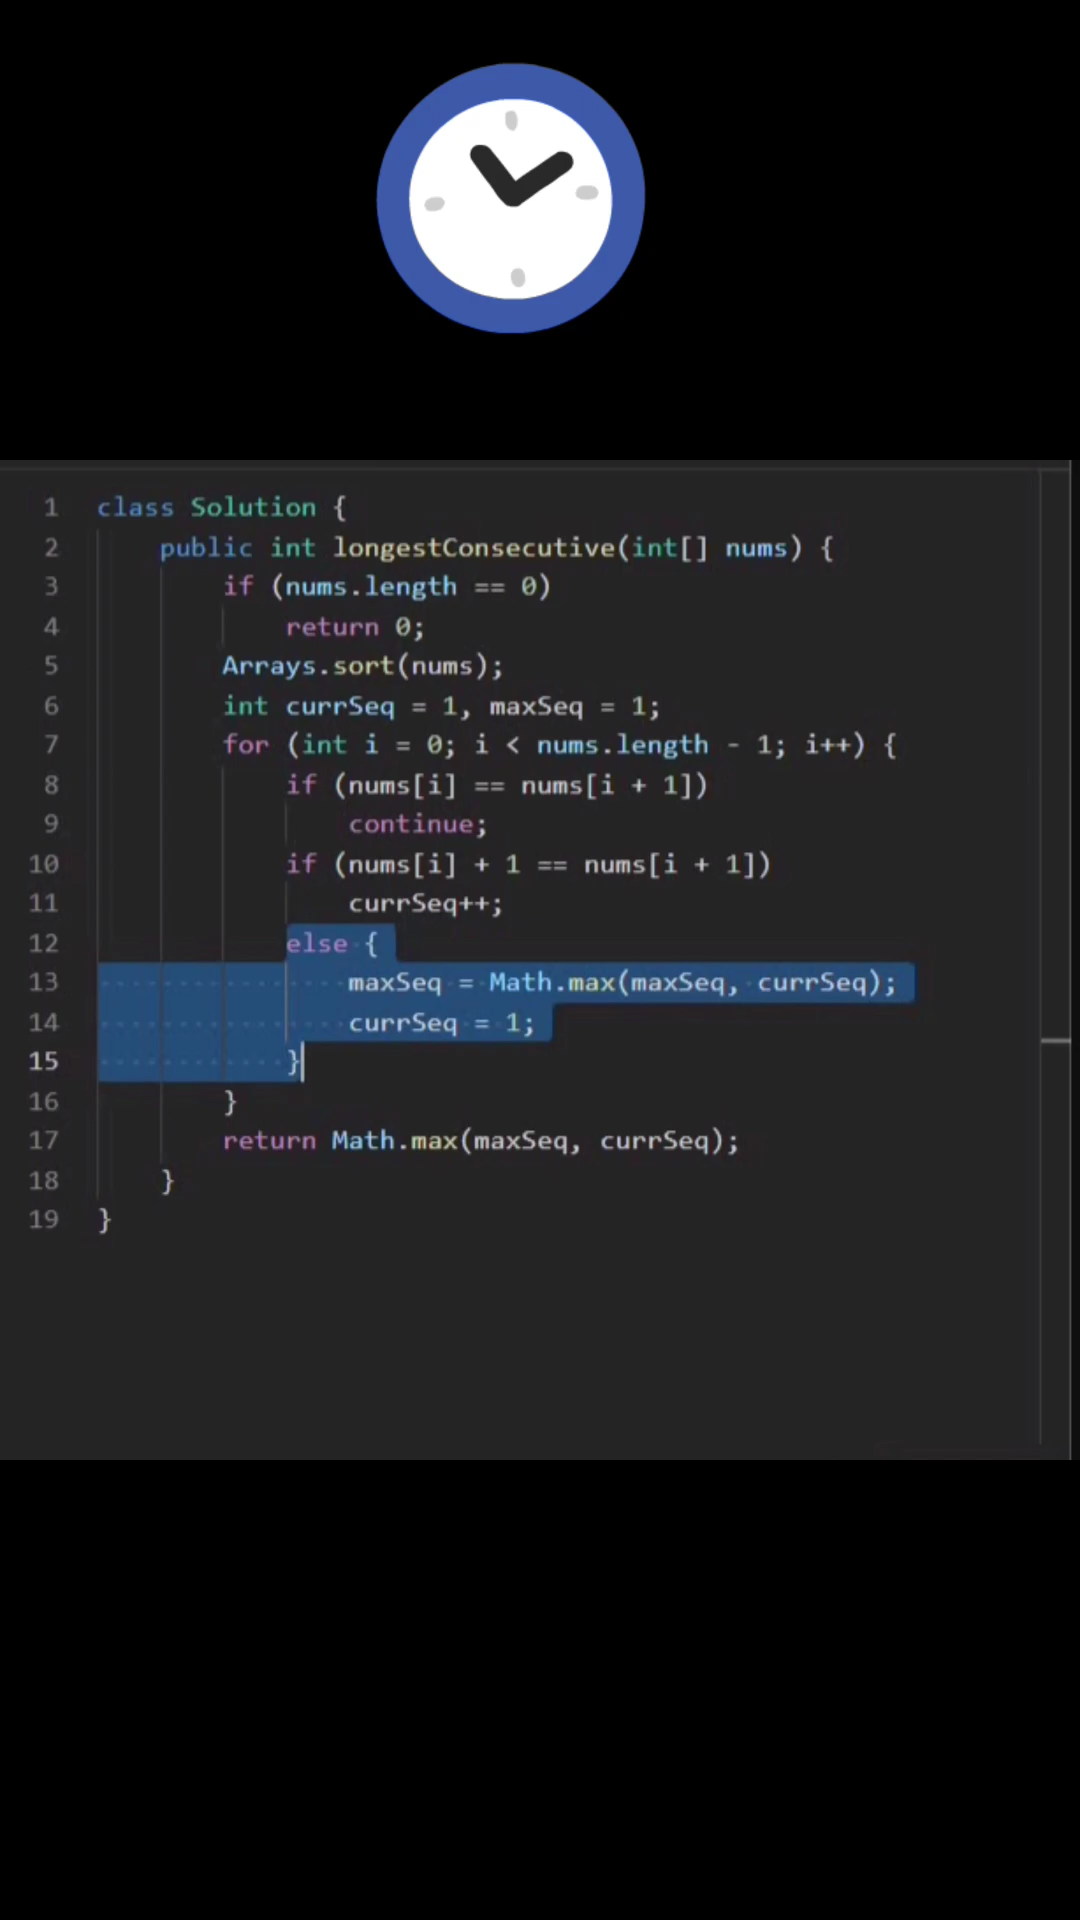 1 class Solution {
2 public int longestConsecutive(int[] nums) {
3 if (nums.length == 0)
4 return 0;
5 Arrays.sort(nums);
6 int currSeq = 1, maxSeq = 1;
7 for (int i = 0; i < nums.length - 1; i++) {
8 if (nums[i] == nums[i + 1])
9 continue;
10 if (nums[i] + 1 == nums[i + 1])
11 currSeq++;
12 else {
13 maxSeq = Math.max(maxSeq, currSeq);
14 currSeq = 1;
15 }
16 }
17 return Math.max(maxSeq, currSeq);
18 }
19 }